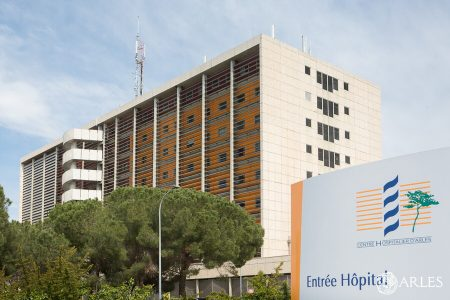 CENTRE HOSPITALIER D'ARLES
Entrée Hôpital
ARLES